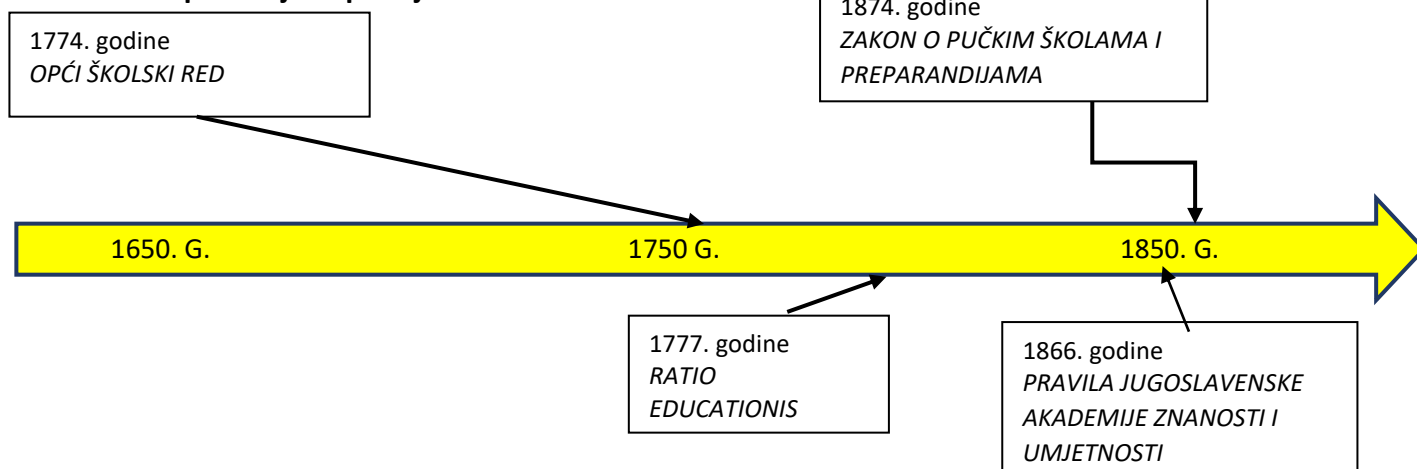 1774. godine
OPĆI ŠKOLSKI RED
1874. godine
ZAKON O PUČKIM ŠKOLAMA I
PREPARANDIJAMA
1650. G.
1750 G.
1850. G.
1777. godine
RATIO
EDUCATIONIS
1866. godine
PRAVILA JUGOSLAVENSKE
AKADEMIJE ZNANOSTI I
UMJETNOSTI